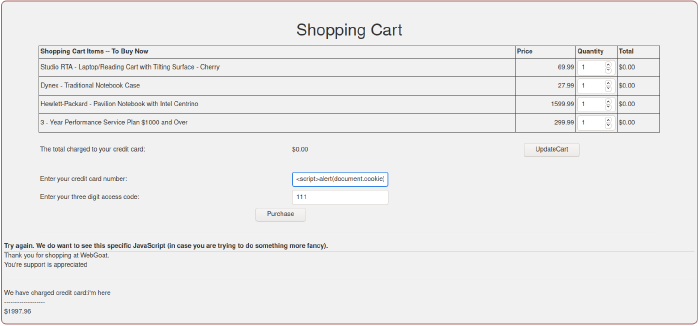 Shopping Cart
Shopping Cart Items -- To Buy Now Price Quantity Total
Studio RTA - Laptop/Reading Cart with Tilting Surface - Cherry 69.99 1 $0.00
Dynex - Traditional Notebook Case 27.99 1 $0.00
Hewlett-Packard - Pavilion Notebook with Intel Centrino 1599.99 1 $0.00
3 - Year Performance Service Plan $1000 and Over 299.99 1 $0.00
The total charged to your credit card: $0.00 UpdateCart
Enter your credit card number: <script>alert(document.cookie)
Enter your three digit access code: 111
Purchase
Try again. We do want to see this specific JavaScript (in case you are trying to do something more fancy).
Thank you for shopping at WebGoat.
You're support is appreciated
We have charged credit card:I'm here
-------------------
$1997.96